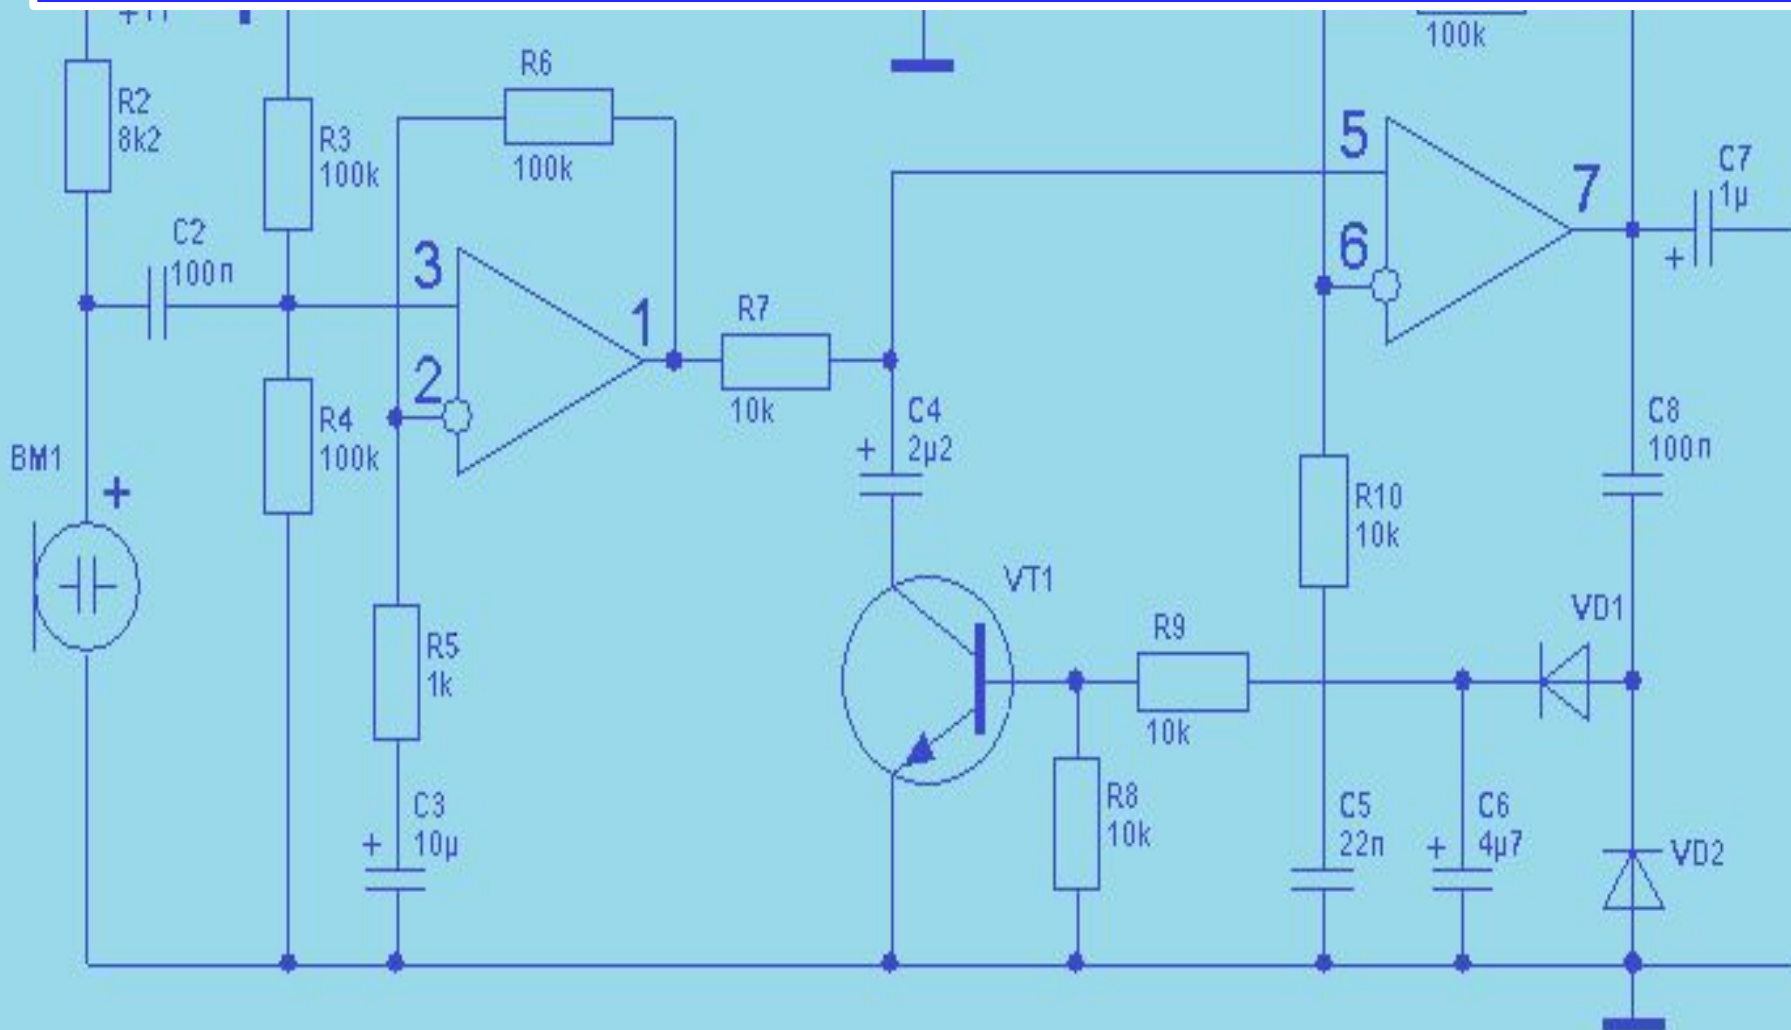 R2
8k2
R3
100k
C2
100n
R4
100k
BM1
+
R6
100k
3
2
1
R5
1k
C3
+ 10µ
R7
10k
C4
+ 2µ2
VT1
R9
10k
R8
10k
100k
5
6
7
C7
1µ
+
R10
10k
C8
100n
VD1
C5
22n
C6
+ 4µ7
VD2